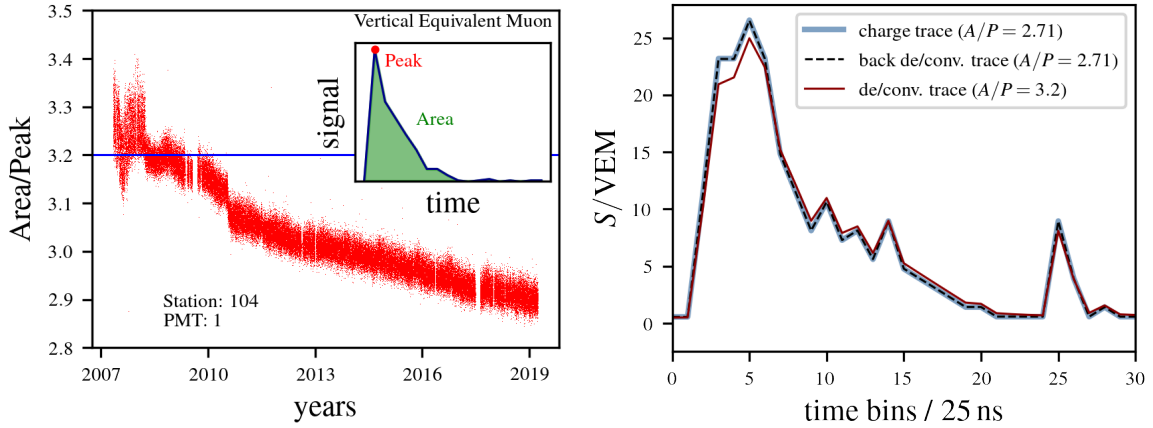 Vertical Equivalent Muon
Peak
Area
signal
time
3.5
3.4
3.3
3.2
3.1
3.0
2.9
2.8
Area/Peak
Station: 104
PMT: 1
2007 2010 2013 2016 2019
years
charge trace (A/P = 2.71)
back de/conv. trace (A/P = 2.71)
de/conv. trace (A/P = 3.2)
25
20
15
10
5
0
S/VEM
0 5 10 15 20 25 30
time bins / 25 ns